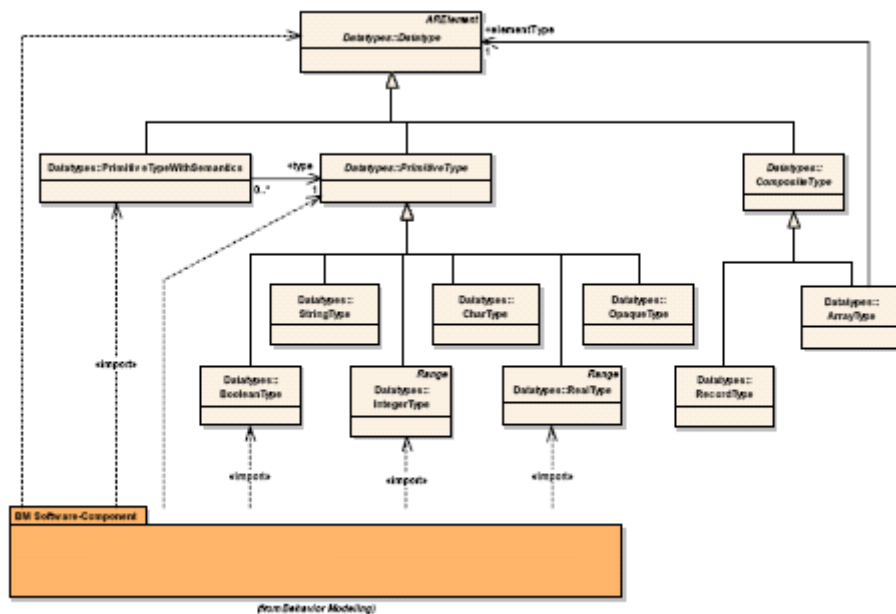 ARElement
Datatypes::Datatype
+elementType
1
Datatypes::PrimitiveTypeWithSemantics
+type
0..*
1
Datatypes::PrimitiveType
Datatypes::
CompositeType
Datatypes::
StringType
Datatypes::
CharType
Datatypes::
OpaqueType
Datatypes::
ArrayType
Datatypes::
BooleanType
Range
Datatypes::
IntegerType
Range
Datatypes::RealType
Datatypes::
RecordType
«import»
«import»
«import»
«import»
BM Software-Component
(from Behavior Modeling)